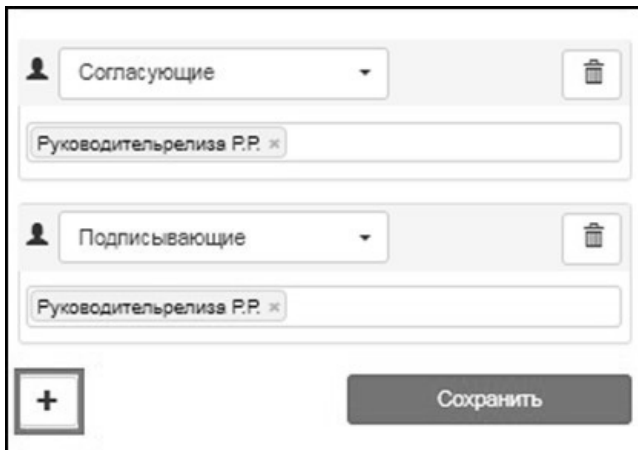 Согласующие
Руководительрелиза Р.Р. ×
Подписывающие
Руководительрелиза Р.Р. ×
+
Сохранить